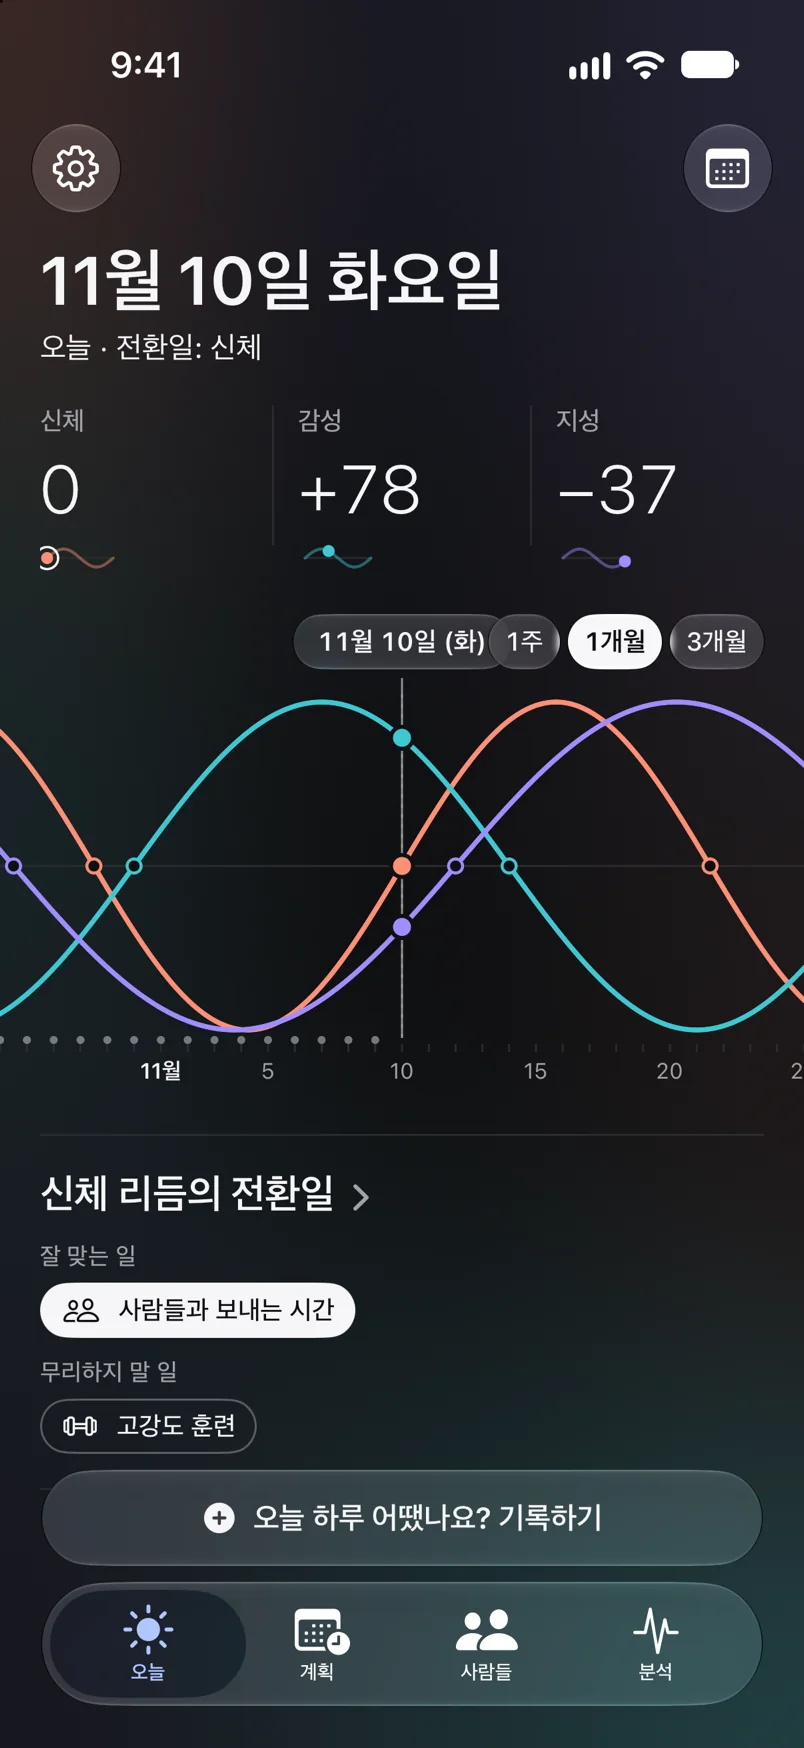 9:41
11월 10일 화요일
오늘 · 전환일: 신체
신체
감성
지성
0
+78
−37
11월 10일 (화)
1주
1개월
3개월
11월
5
10
15
20
2
신체 리듬의 전환일
잘 맞는 일
사람들과 보내는 시간
무리하지 말 일
고강도 훈련
오늘 하루 어땠나요? 기록하기
오늘
계획
사람들
분석